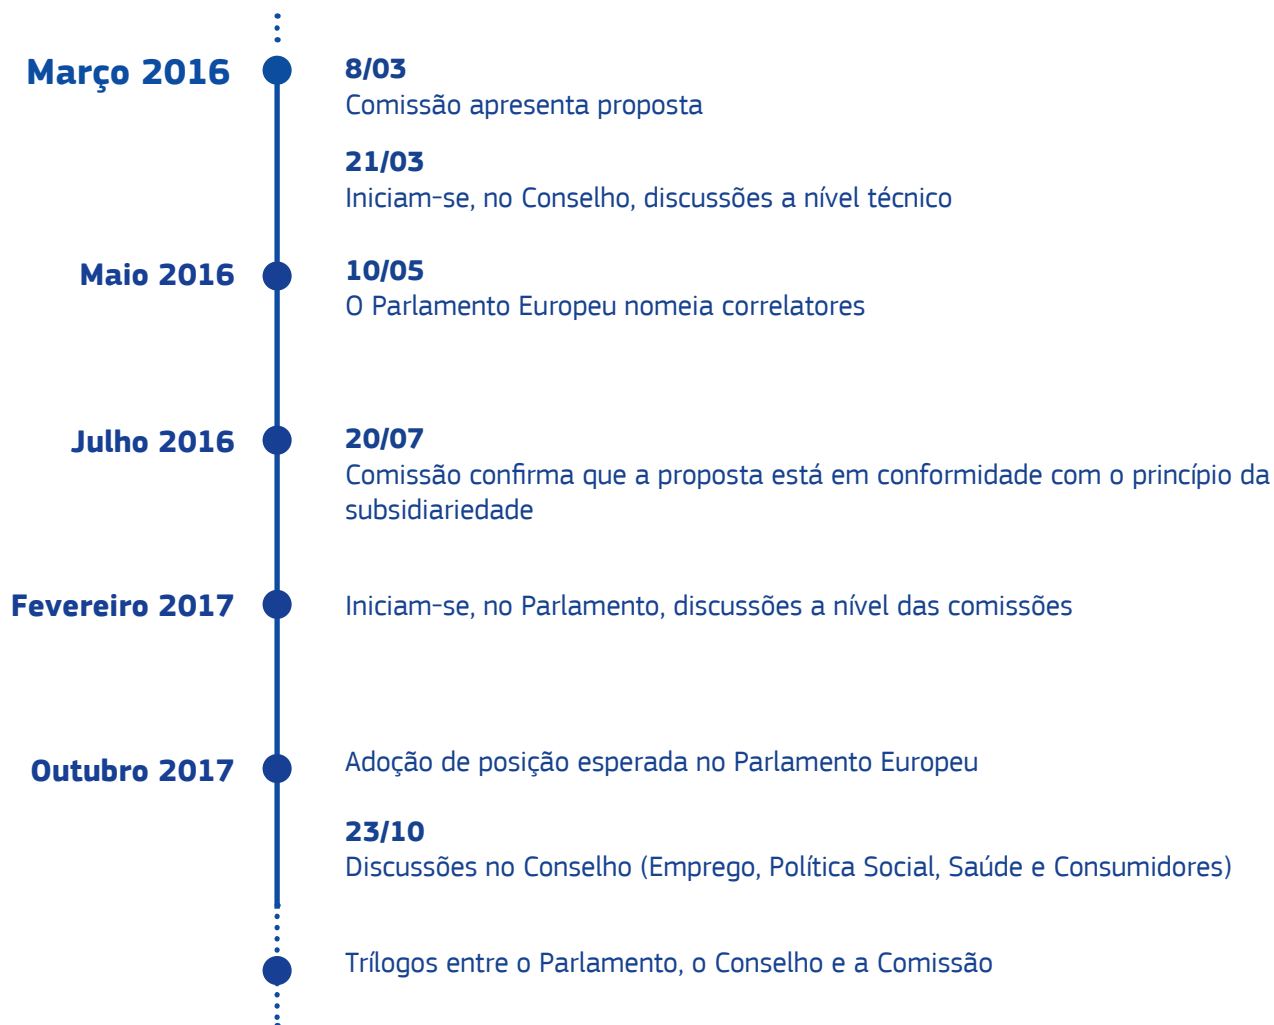 Março 2016
8/03
Comissão apresenta proposta
21/03
Iniciam-se, no Conselho, discussões a nível técnico
Maio 2016
10/05
O Parlamento Europeu nomeia correlatores
Julho 2016
20/07
Comissão confirma que a proposta está em conformidade com o princípio da
subsidiariedade
Fevereiro 2017
Iniciam-se, no Parlamento, discussões a nível das comissões
Outubro 2017
Adoção de posição esperada no Parlamento Europeu
23/10
Discussões no Conselho (Emprego, Política Social, Saúde e Consumidores)
Trílogos entre o Parlamento, o Conselho e a Comissão